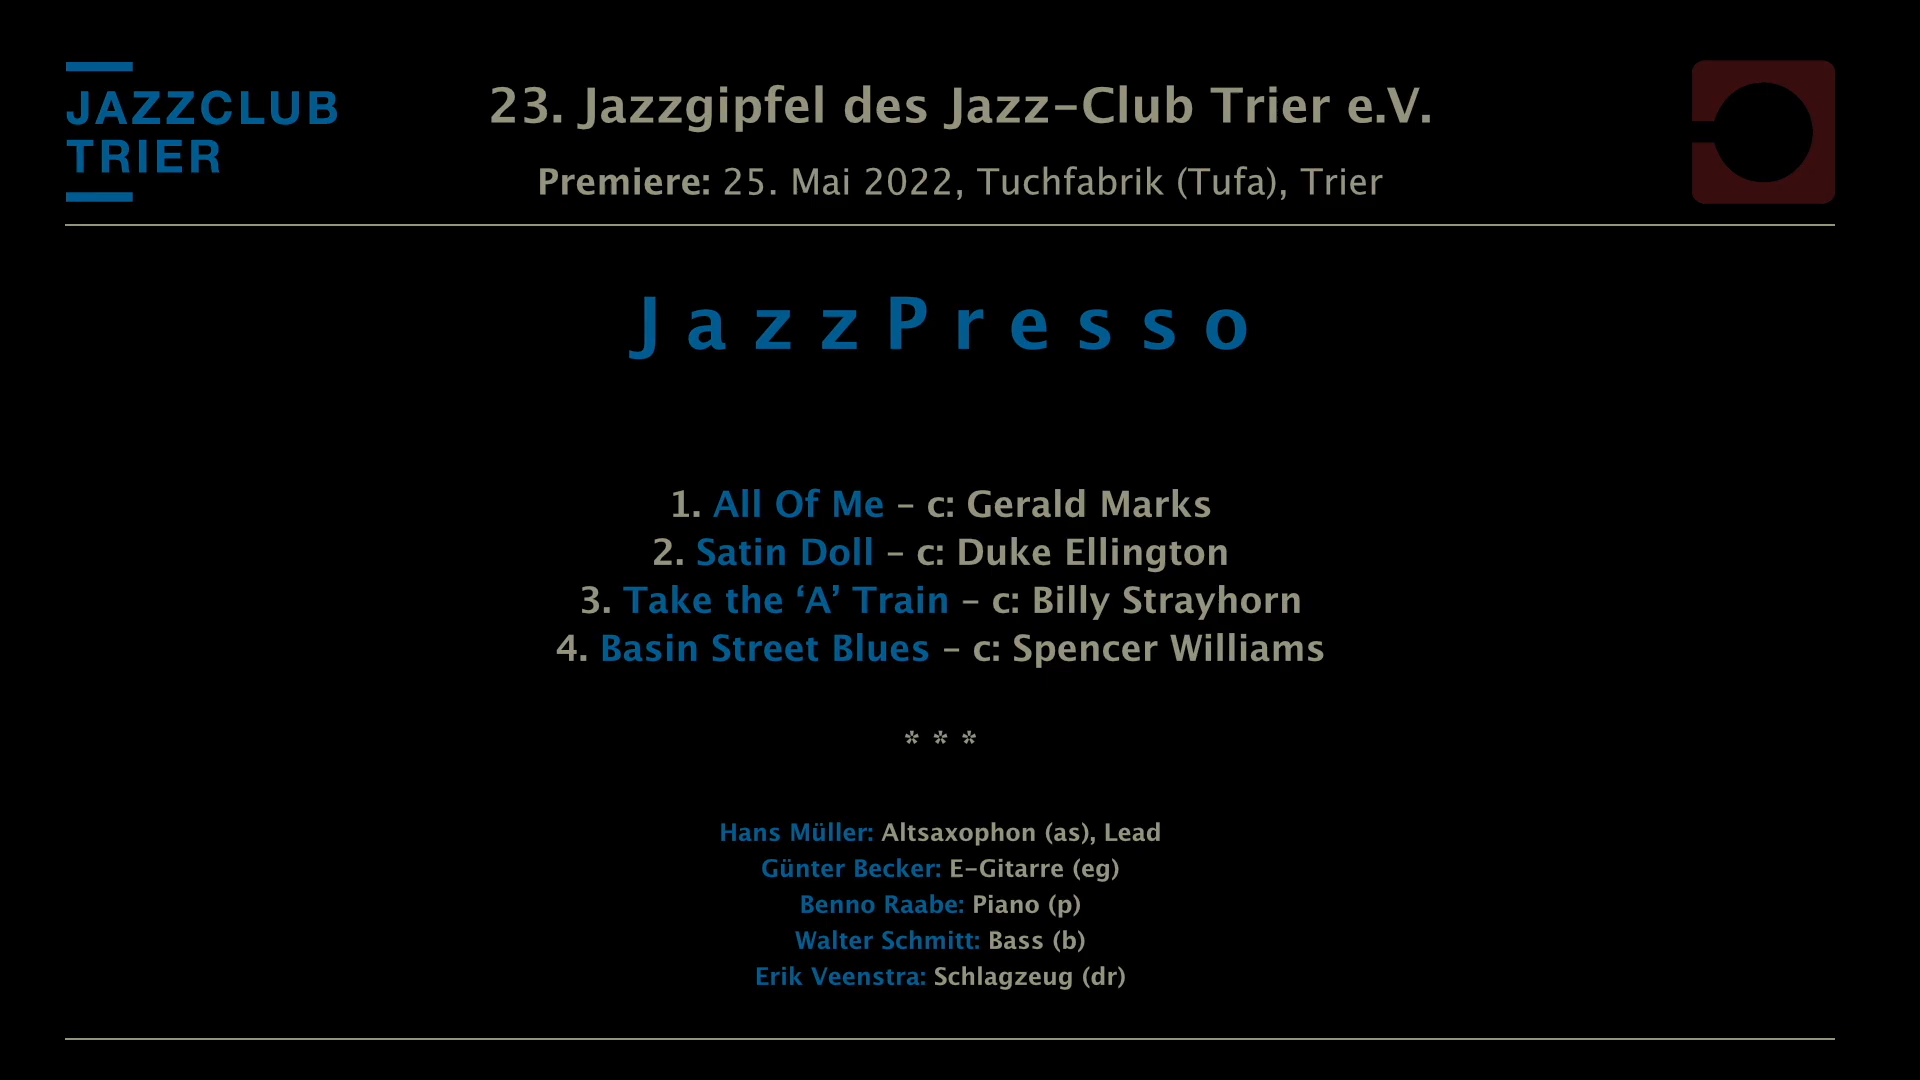 JAZZCLUB
TRIER
23. Jazzgipfel des Jazz-Club Trier e.V.
Premiere: 25. Mai 2022, Tuchfabrik (Tufa), Trier
JazzPresso
1. All Of Me – c: Gerald Marks
2. Satin Doll – c: Duke Ellington
3. Take the ‘A’ Train – c: Billy Strayhorn
4. Basin Street Blues – c: Spencer Williams
* * *
Hans Müller: Altsaxophon (as), Lead
Günter Becker: E-Gitarre (eg)
Benno Raabe: Piano (p)
Walter Schmitt: Bass (b)
Erik Veenstra: Schlagzeug (dr)